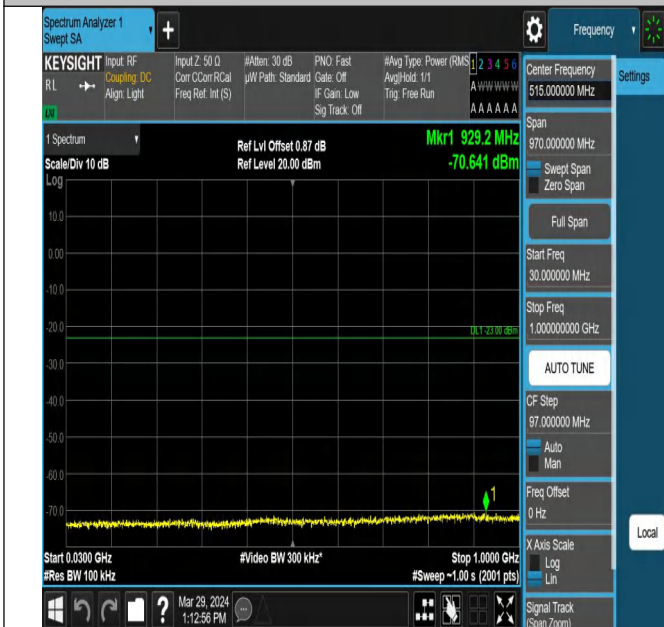 Spectrum Analyzer 1
Swept SA
+
Frequency
KEYSIGHT
RL
LXI
Input: RF
Coupling: DC
Align: Light
Input Z: 50 Ω
Corr CCorr RCal
Freq Ref: Int (S)
#Atten: 30 dB
µW Path: Standard
PNO: Fast
Gate: Off
IF Gain: Low
Sig Track: Off
#Avg Type: Power (RMS
Avg|Hold: 1/1
Trig: Free Run
1 2 3 4 5 6
A WW WW W
A A A A A A
1 Spectrum
Scale/Div 10 dB
Ref Lvl Offset 0.87 dB
Ref Level 20.00 dBm
Mkr1 929.2 MHz
-70.641 dBm
Log
10.0
0.00
-10.0
-20.0
DL1 -23.00 dBm
-30.0
-40.0
-50.0
-60.0
-70.0
1
Start 0.0300 GHz
#Res BW 100 kHz
#Video BW 300 kHz*
Stop 1.0000 GHz
#Sweep ~1.00 s (2001 pts)
?
Mar 29, 2024
1:12:56 PM
Center Frequency
515.000000 MHz
Settings
Span
970.000000 MHz
Swept Span
Zero Span
Full Span
Start Freq
30.000000 MHz
Stop Freq
1.000000000 GHz
AUTO TUNE
CF Step
97.000000 MHz
Auto
Man
Freq Offset
0 Hz
X Axis Scale
Log
Lin
Local
Signal Track
(Span Zoom)